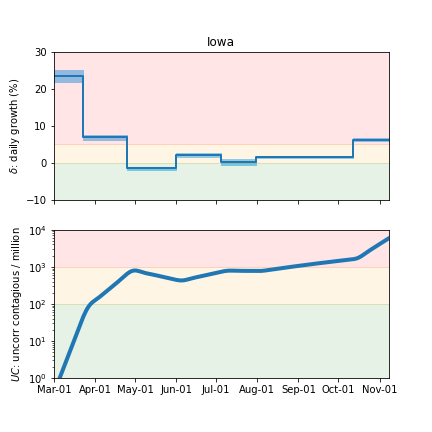 Iowa
δ: daily growth (%)
30
20
10
0
−10
UC: uncorr contagious / million
10⁴
10³
10²
10¹
10⁰
Mar-01 Apr-01 May-01 Jun-01 Jul-01 Aug-01 Sep-01 Oct-01 Nov-01